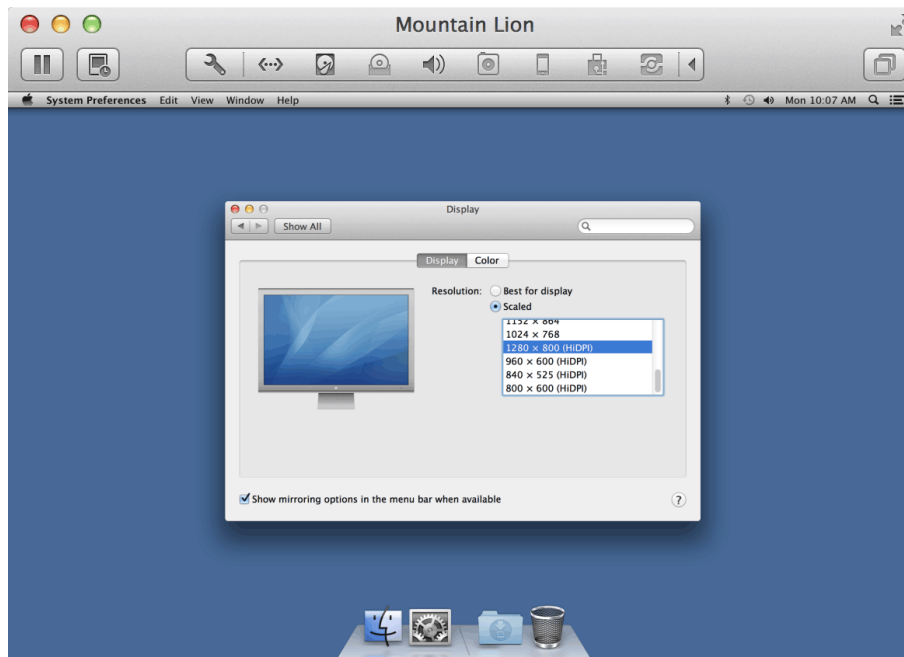 Mountain Lion
System Preferences Edit View Window Help Mon 10:07 AM
Display
Show All
Display Color
Resolution: Best for display
Scaled
1152 × 864
1024 × 768
1280 × 800 (HiDPI)
960 × 600 (HiDPI)
840 × 525 (HiDPI)
800 × 600 (HiDPI)
Show mirroring options in the menu bar when available
?